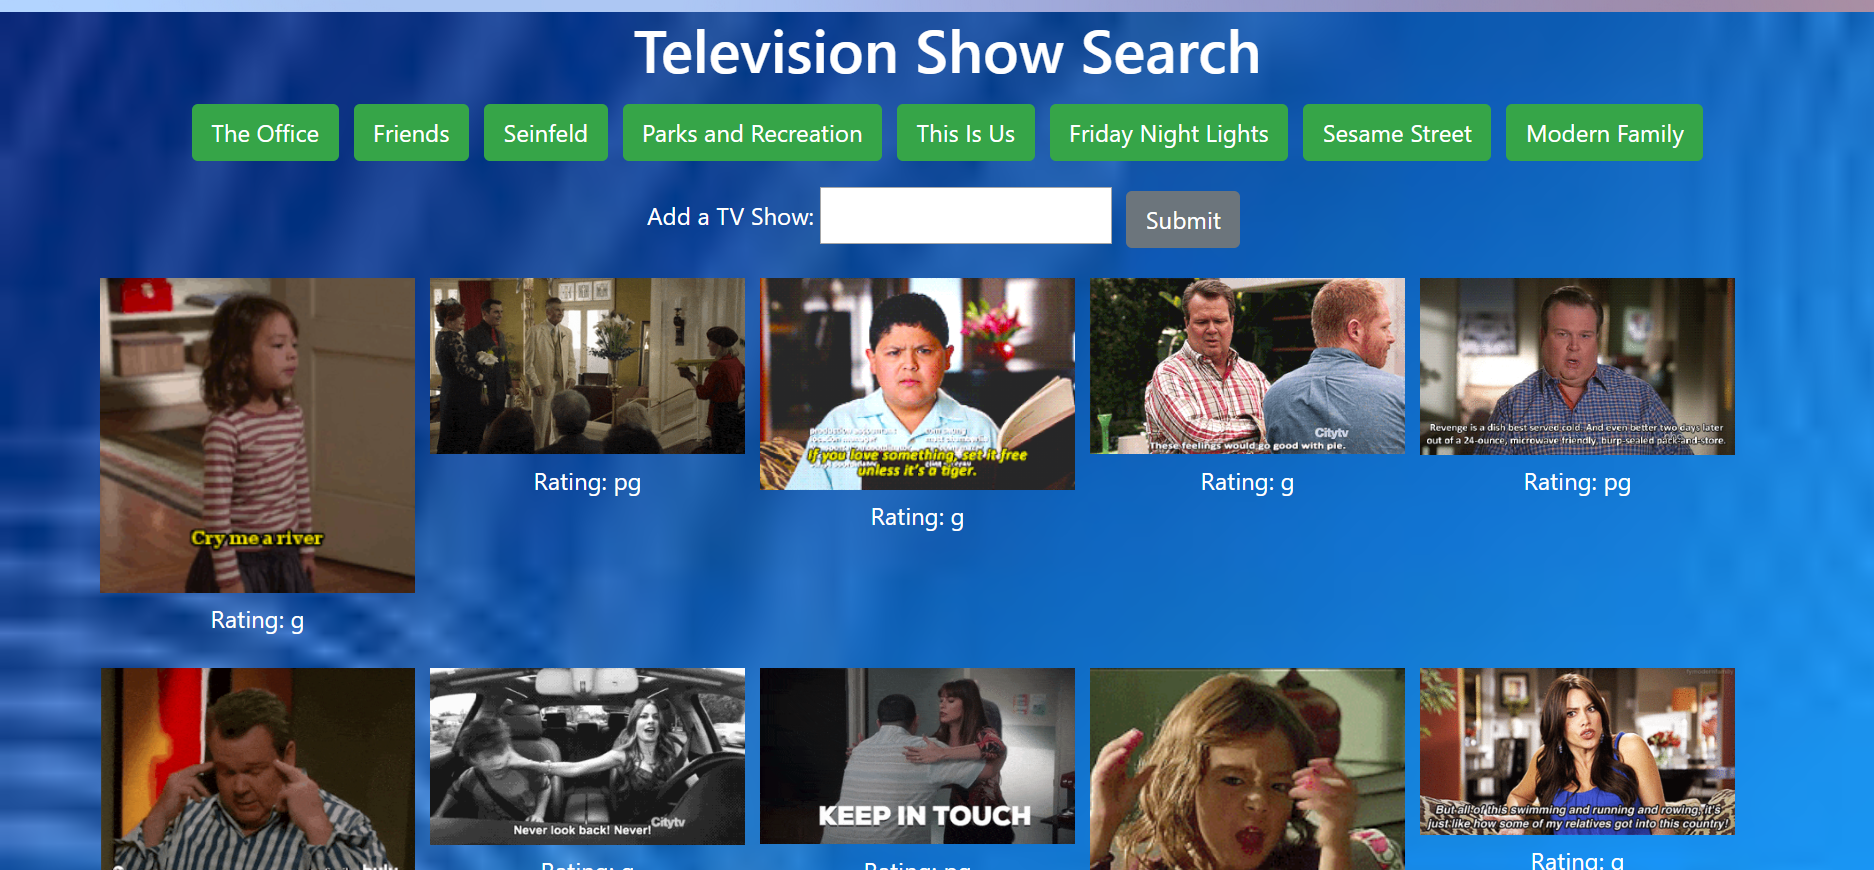 Television Show Search
The Office
Friends
Seinfeld
Parks and Recreation
This Is Us
Friday Night Lights
Sesame Street
Modern Family
Add a TV Show:
Submit
Cry me a river
Rating: g
Rating: pg
If you love something, set it free
unless it's a tiger.
Rating: g
Citytv
These feelings would go good with pie.
Rating: g
Revenge is a dish best served cold. And even better two days later
out of a 24-ounce, microwave friendly, burp-sealed pack-and-store.
Rating: pg
Never look back! Never!
Citytv
Rating: g
KEEP IN TOUCH
Rating: pg
But all of this swimming and running and rowing, it's
just like how some of my relatives got into this country!
Rating: g